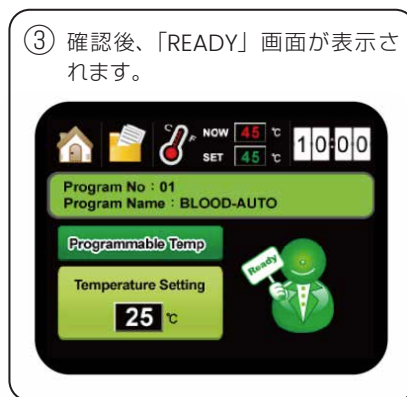 ③ 確認後、「READY」画面が表示さ
れます。
℃ ℉ NOW 45 ℃ 10:00
SET 45 ℃
Program No : 01
Program Name : BLOOD-AUTO
Programmable Temp
Ready
Temperature Setting
25 ℃